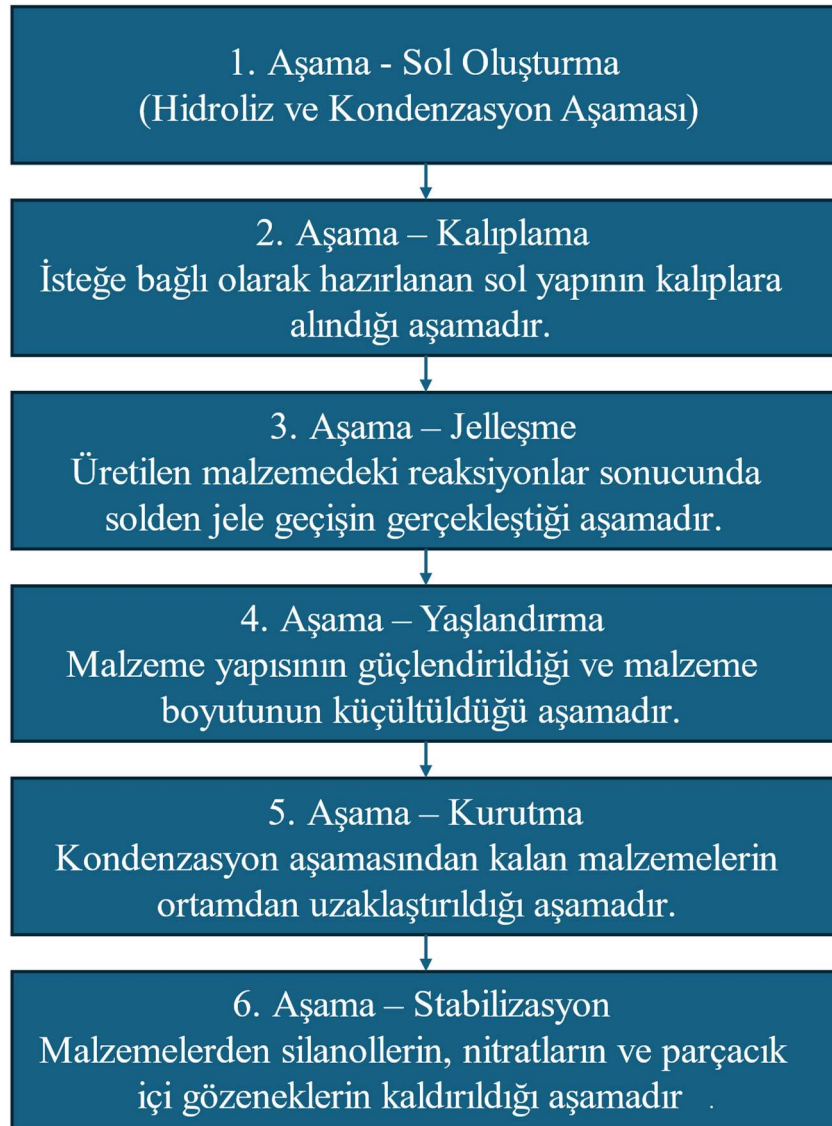 1. Aşama - Sol Oluşturma
(Hidroliz ve Kondenzasyon Aşaması)
2. Aşama – Kalıplama
İsteğe bağlı olarak hazırlanan sol yapının kalıplara
alındığı aşamadır.
3. Aşama – Jelleşme
Üretilen malzemedeki reaksiyonlar sonucunda
solden jele geçişin gerçekleştiği aşamadır.
4. Aşama – Yaşlandırma
Malzeme yapısının güçlendirildiği ve malzeme
boyutunun küçültüldüğü aşamadır.
5. Aşama – Kurutma
Kondenzasyon aşamasından kalan malzemelerin
ortamdan uzaklaştırıldığı aşamadır.
6. Aşama – Stabilizasyon
Malzemelerden silanollerin, nitratların ve parçacık
içi gözeneklerin kaldırıldığı aşamadır .